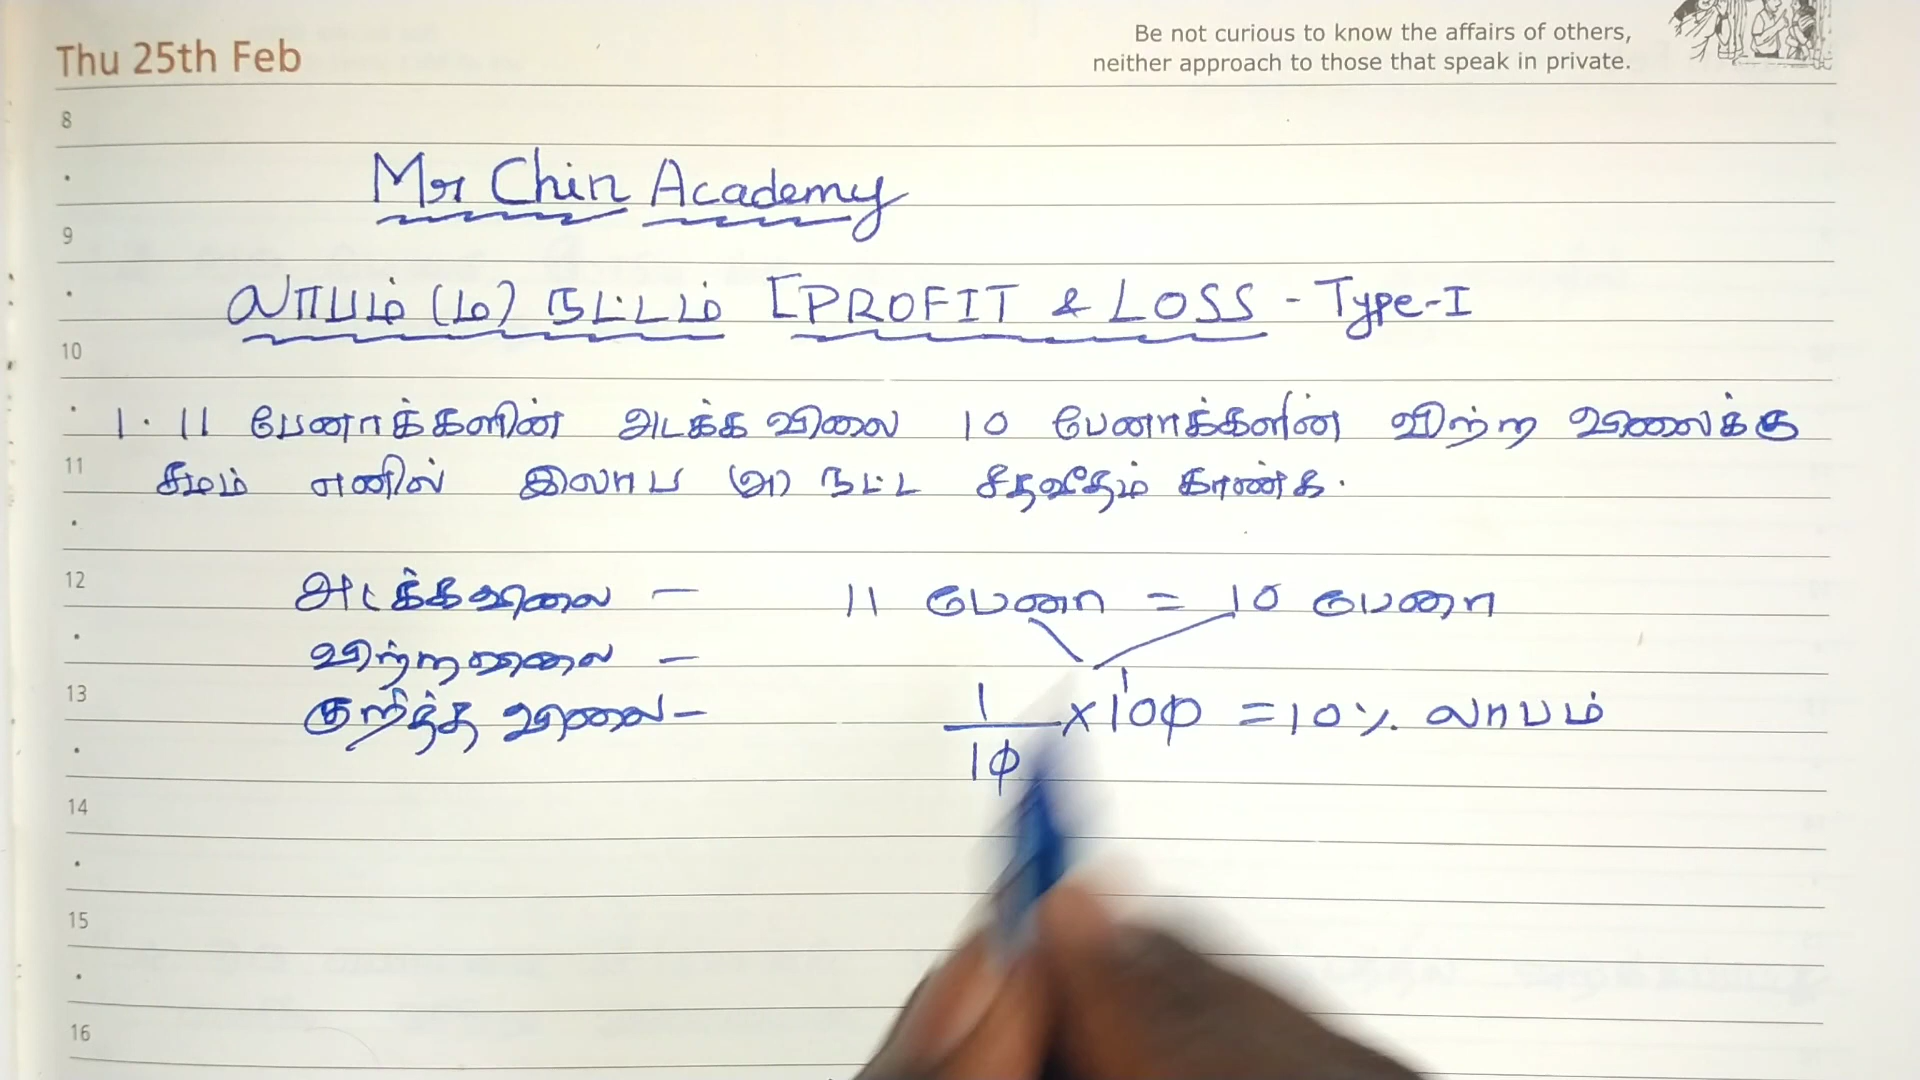 Thu 25th Feb
Be not curious to know the affairs of others,
neither approach to those that speak in private.
8
Mr Chin Academy
9
லாபம் (ம) நட்டம் [PROFIT & LOSS - Type-I
10
1. 11 பேனாக்களின் அடக்க விலை 10 பேனாக்களின் விற்ற விலைக்கு
11
சமம் எனில் இலாப (அ) நட்ட சதவீதம் காண்க.
12
அடக்கவிலை - 11 பேனா = 10 பேனா
விற்றவிலை -
13
குறித்த விலை - 1/10 × 100 = 10% லாபம்
14
15
16